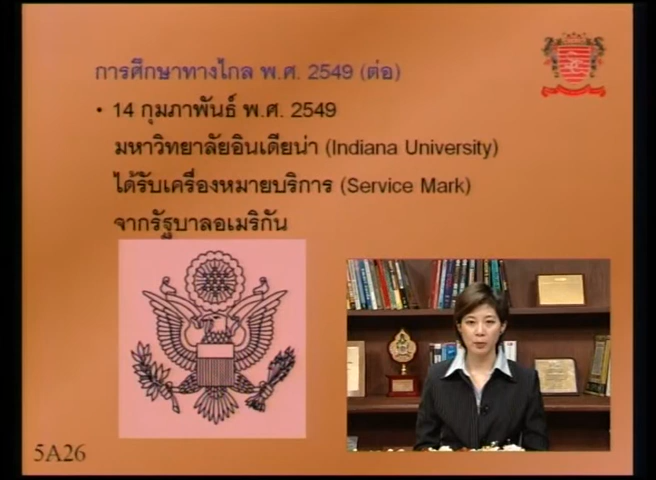 การศึกษาทางไกล พ.ศ. 2549 (ต่อ)
• 14 กุมภาพันธ์ พ.ศ. 2549
มหาวิทยาลัยอินเดียน่า (Indiana University)
ได้รับเครื่องหมายบริการ (Service Mark)
จากรัฐบาลอเมริกัน
5A26